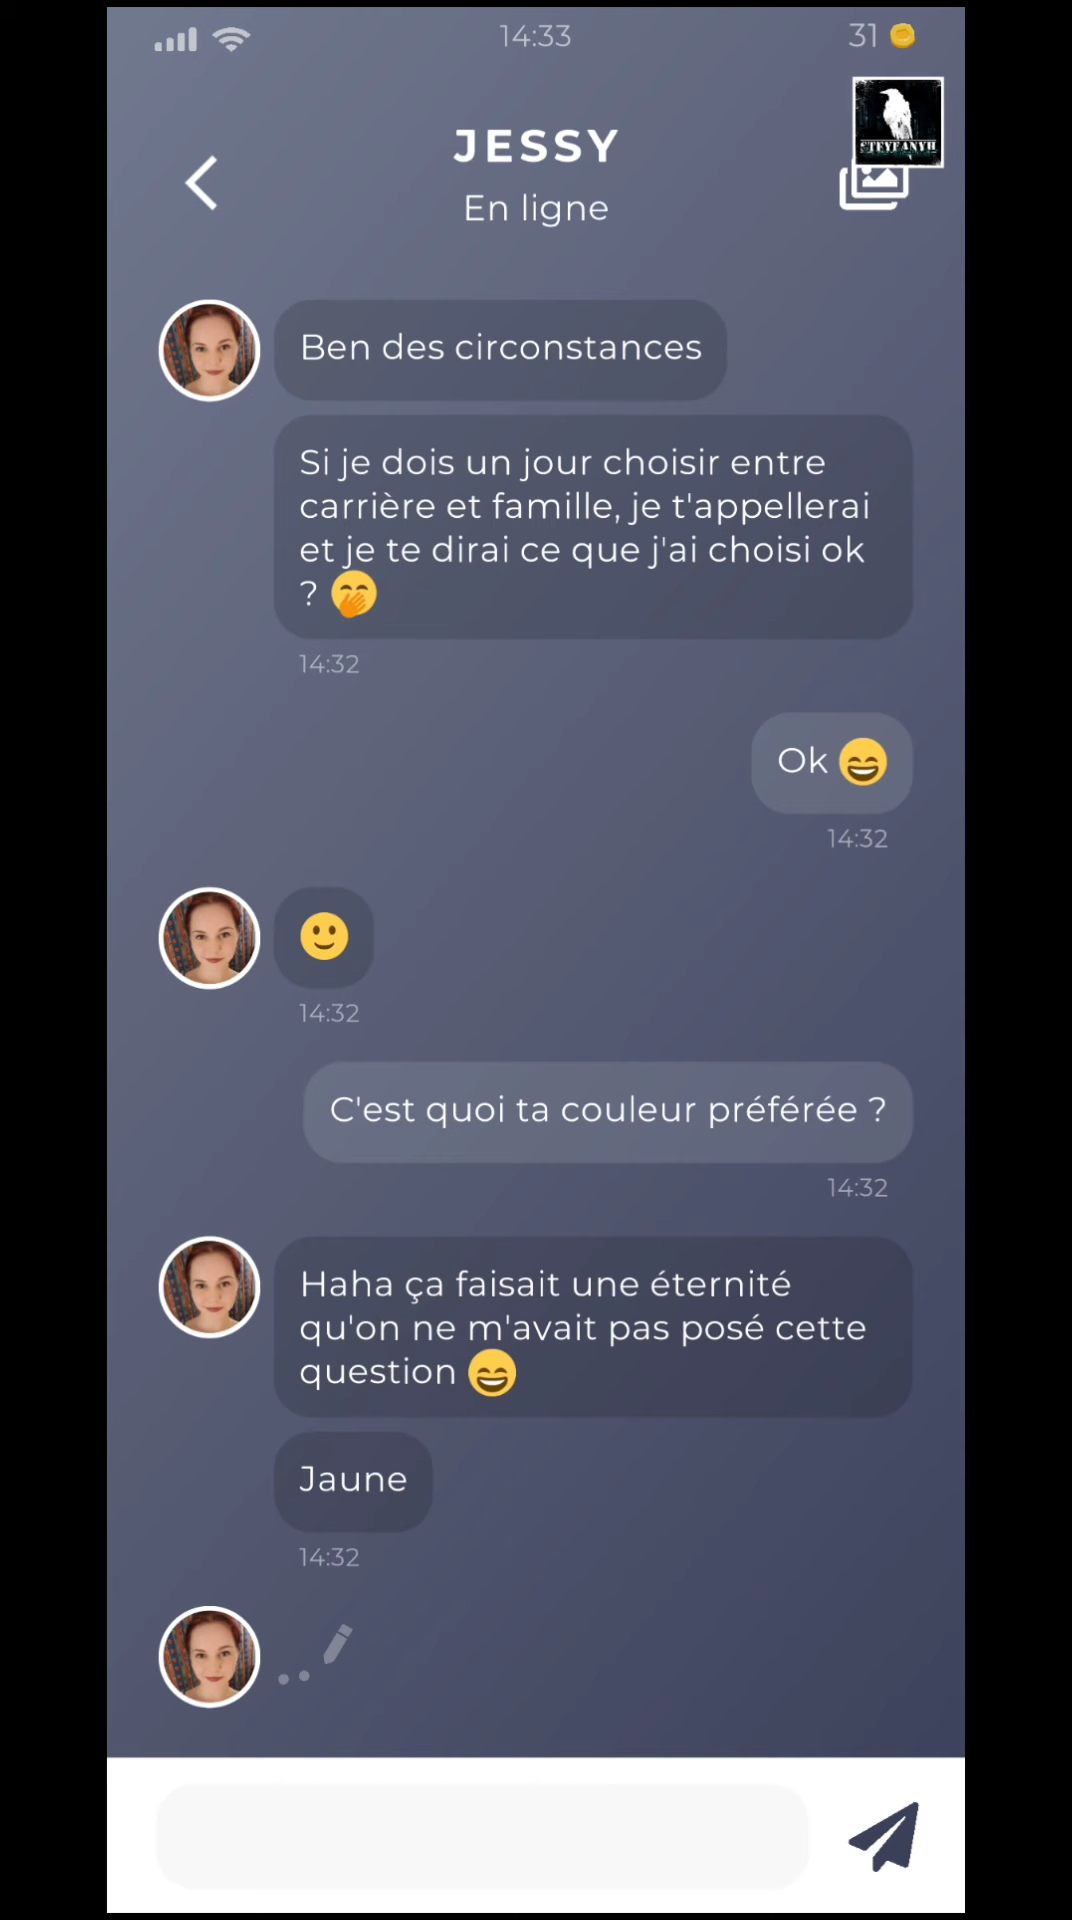 14:33
31
STEYFANYH
JESSY
En ligne
Ben des circonstances
Si je dois un jour choisir entre
carrière et famille, je t'appellerai
et je te dirai ce que j'ai choisi ok
? 🤭
14:32
Ok 😄
14:32
🙂
14:32
C'est quoi ta couleur préférée ?
14:32
Haha ça faisait une éternité
qu'on ne m'avait pas posé cette
question 😄
Jaune
14:32